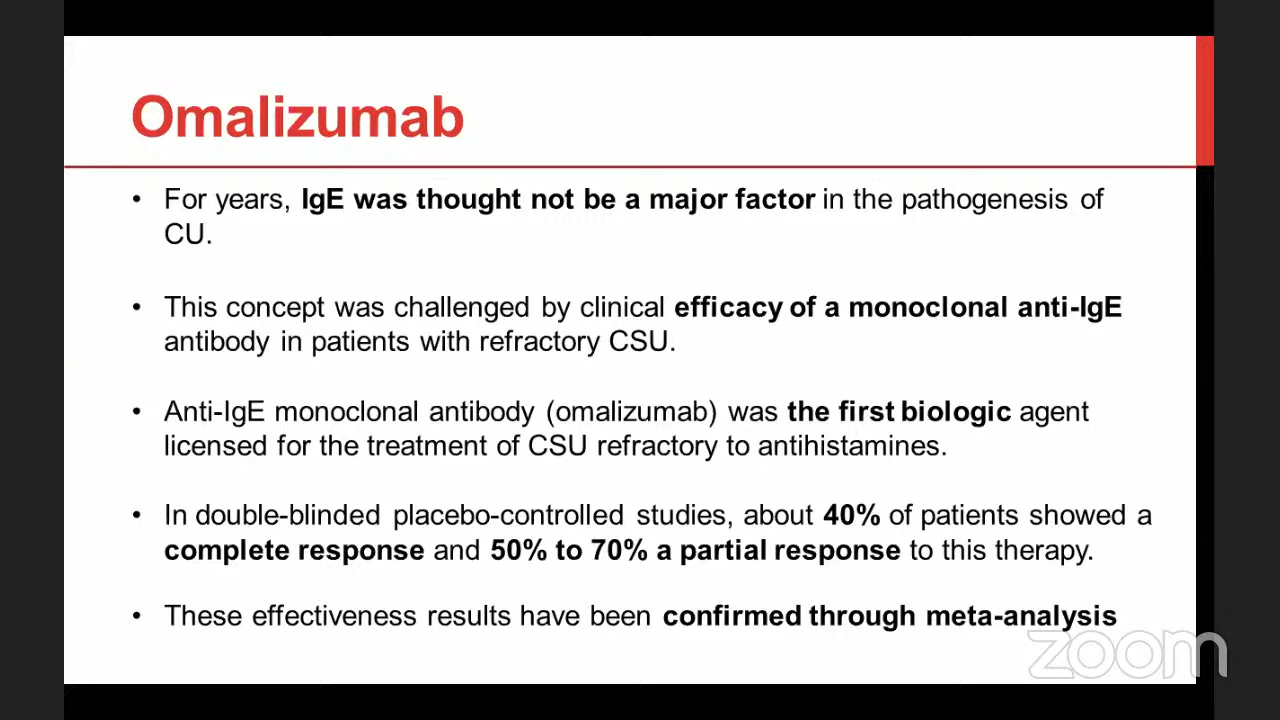 Omalizumab
• For years, IgE was thought not be a major factor in the pathogenesis of
CU.
• This concept was challenged by clinical efficacy of a monoclonal anti-IgE
antibody in patients with refractory CSU.
• Anti-IgE monoclonal antibody (omalizumab) was the first biologic agent
licensed for the treatment of CSU refractory to antihistamines.
• In double-blinded placebo-controlled studies, about 40% of patients showed a
complete response and 50% to 70% a partial response to this therapy.
• These effectiveness results have been confirmed through meta-analysis
zoom